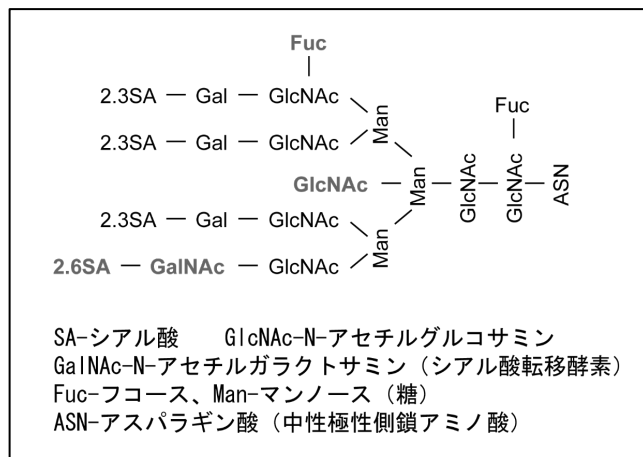 Fuc
2.3SA — Gal — GlcNAc
Man
Fuc
2.3SA — Gal — GlcNAc
GlcNAc — Man — GlcNAc — GlcNAc — ASN
2.3SA — Gal — GlcNAc
Man
2.6SA — GalNAc — GlcNAc
SA-シアル酸　　GlcNAc-N-アセチルグルコサミン
GalNAc-N-アセチルガラクトサミン（シアル酸転移酵素）
Fuc-フコース、Man-マンノース（糖）
ASN-アスパラギン酸（中性極性側鎖アミノ酸）